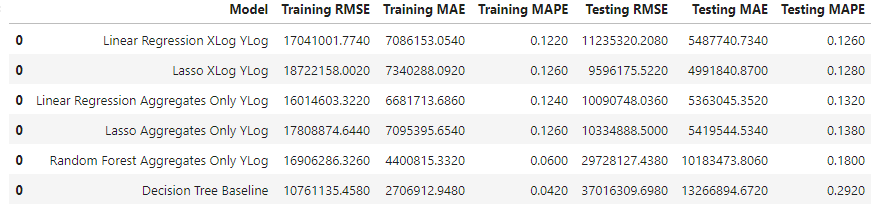 Model Training RMSE Training MAE Training MAPE Testing RMSE Testing MAE Testing MAPE
0 Linear Regression XLog YLog 17041001.7740 7086153.0540 0.1220 11235320.2080 5487740.7340 0.1260
0 Lasso XLog YLog 18722158.0020 7340288.0920 0.1260 9596175.5220 4991840.8700 0.1280
0 Linear Regression Aggregates Only YLog 16014603.3220 6681713.6860 0.1240 10090748.0360 5363045.3520 0.1320
0 Lasso Aggregates Only YLog 17808874.6440 7095395.6540 0.1260 10334888.5000 5419544.5340 0.1380
0 Random Forest Aggregates Only YLog 16906286.3260 4400815.3320 0.0600 29728127.4380 10183473.8060 0.1800
0 Decision Tree Baseline 10761135.4580 2706912.9480 0.0420 37016309.6980 13266894.6720 0.2920